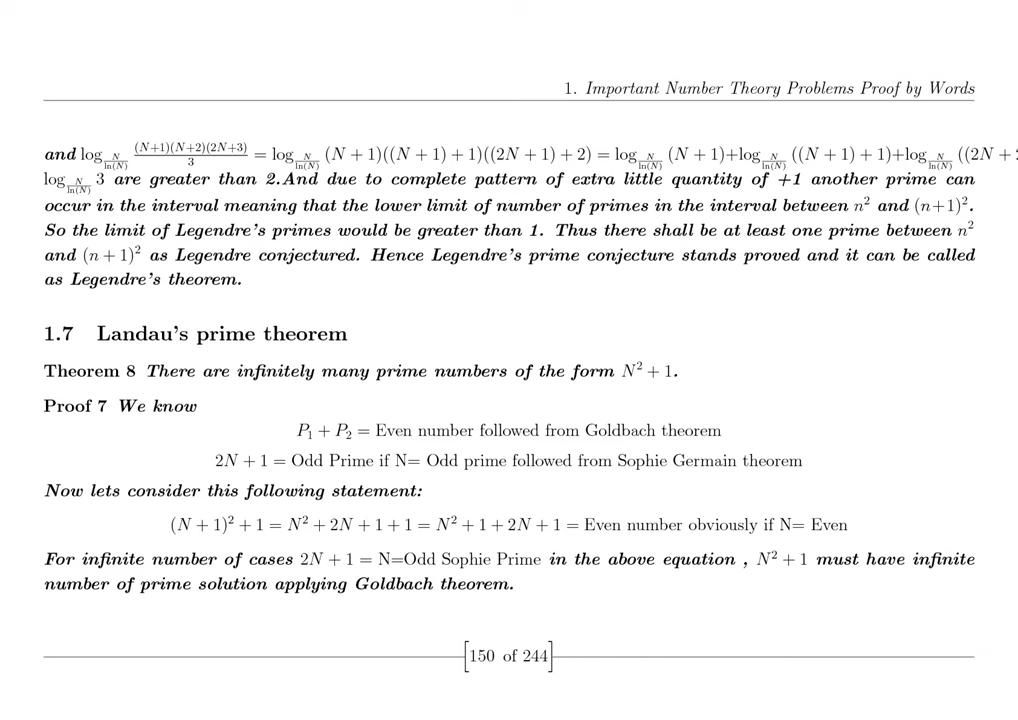 1. Important Number Theory Problems Proof by Words
and log_{N/ln(N)} (N+1)(N+2)(2N+3)/3 = log_{N/ln(N)} (N + 1)((N + 1) + 1)((2N + 1) + 2) = log_{N/ln(N)} (N + 1)+log_{N/ln(N)} ((N + 1) + 1)+log_{N/ln(N)} ((2N +
log_{N/ln(N)} 3 are greater than 2.And due to complete pattern of extra little quantity of +1 another prime can
occur in the interval meaning that the lower limit of number of primes in the interval between n² and (n+1)².
So the limit of Legendre's primes would be greater than 1. Thus there shall be at least one prime between n²
and (n + 1)² as Legendre conjectured. Hence Legendre's prime conjecture stands proved and it can be called
as Legendre's theorem.
1.7 Landau's prime theorem
Theorem 8 There are infinitely many prime numbers of the form N² + 1.
Proof 7 We know
P₁ + P₂ = Even number followed from Goldbach theorem
2N + 1 = Odd Prime if N= Odd prime followed from Sophie Germain theorem
Now lets consider this following statement:
(N + 1)² + 1 = N² + 2N + 1 + 1 = N² + 1 + 2N + 1 = Even number obviously if N= Even
For infinite number of cases 2N + 1 = N=Odd Sophie Prime in the above equation , N² + 1 must have infinite
number of prime solution applying Goldbach theorem.
[150 of 244]